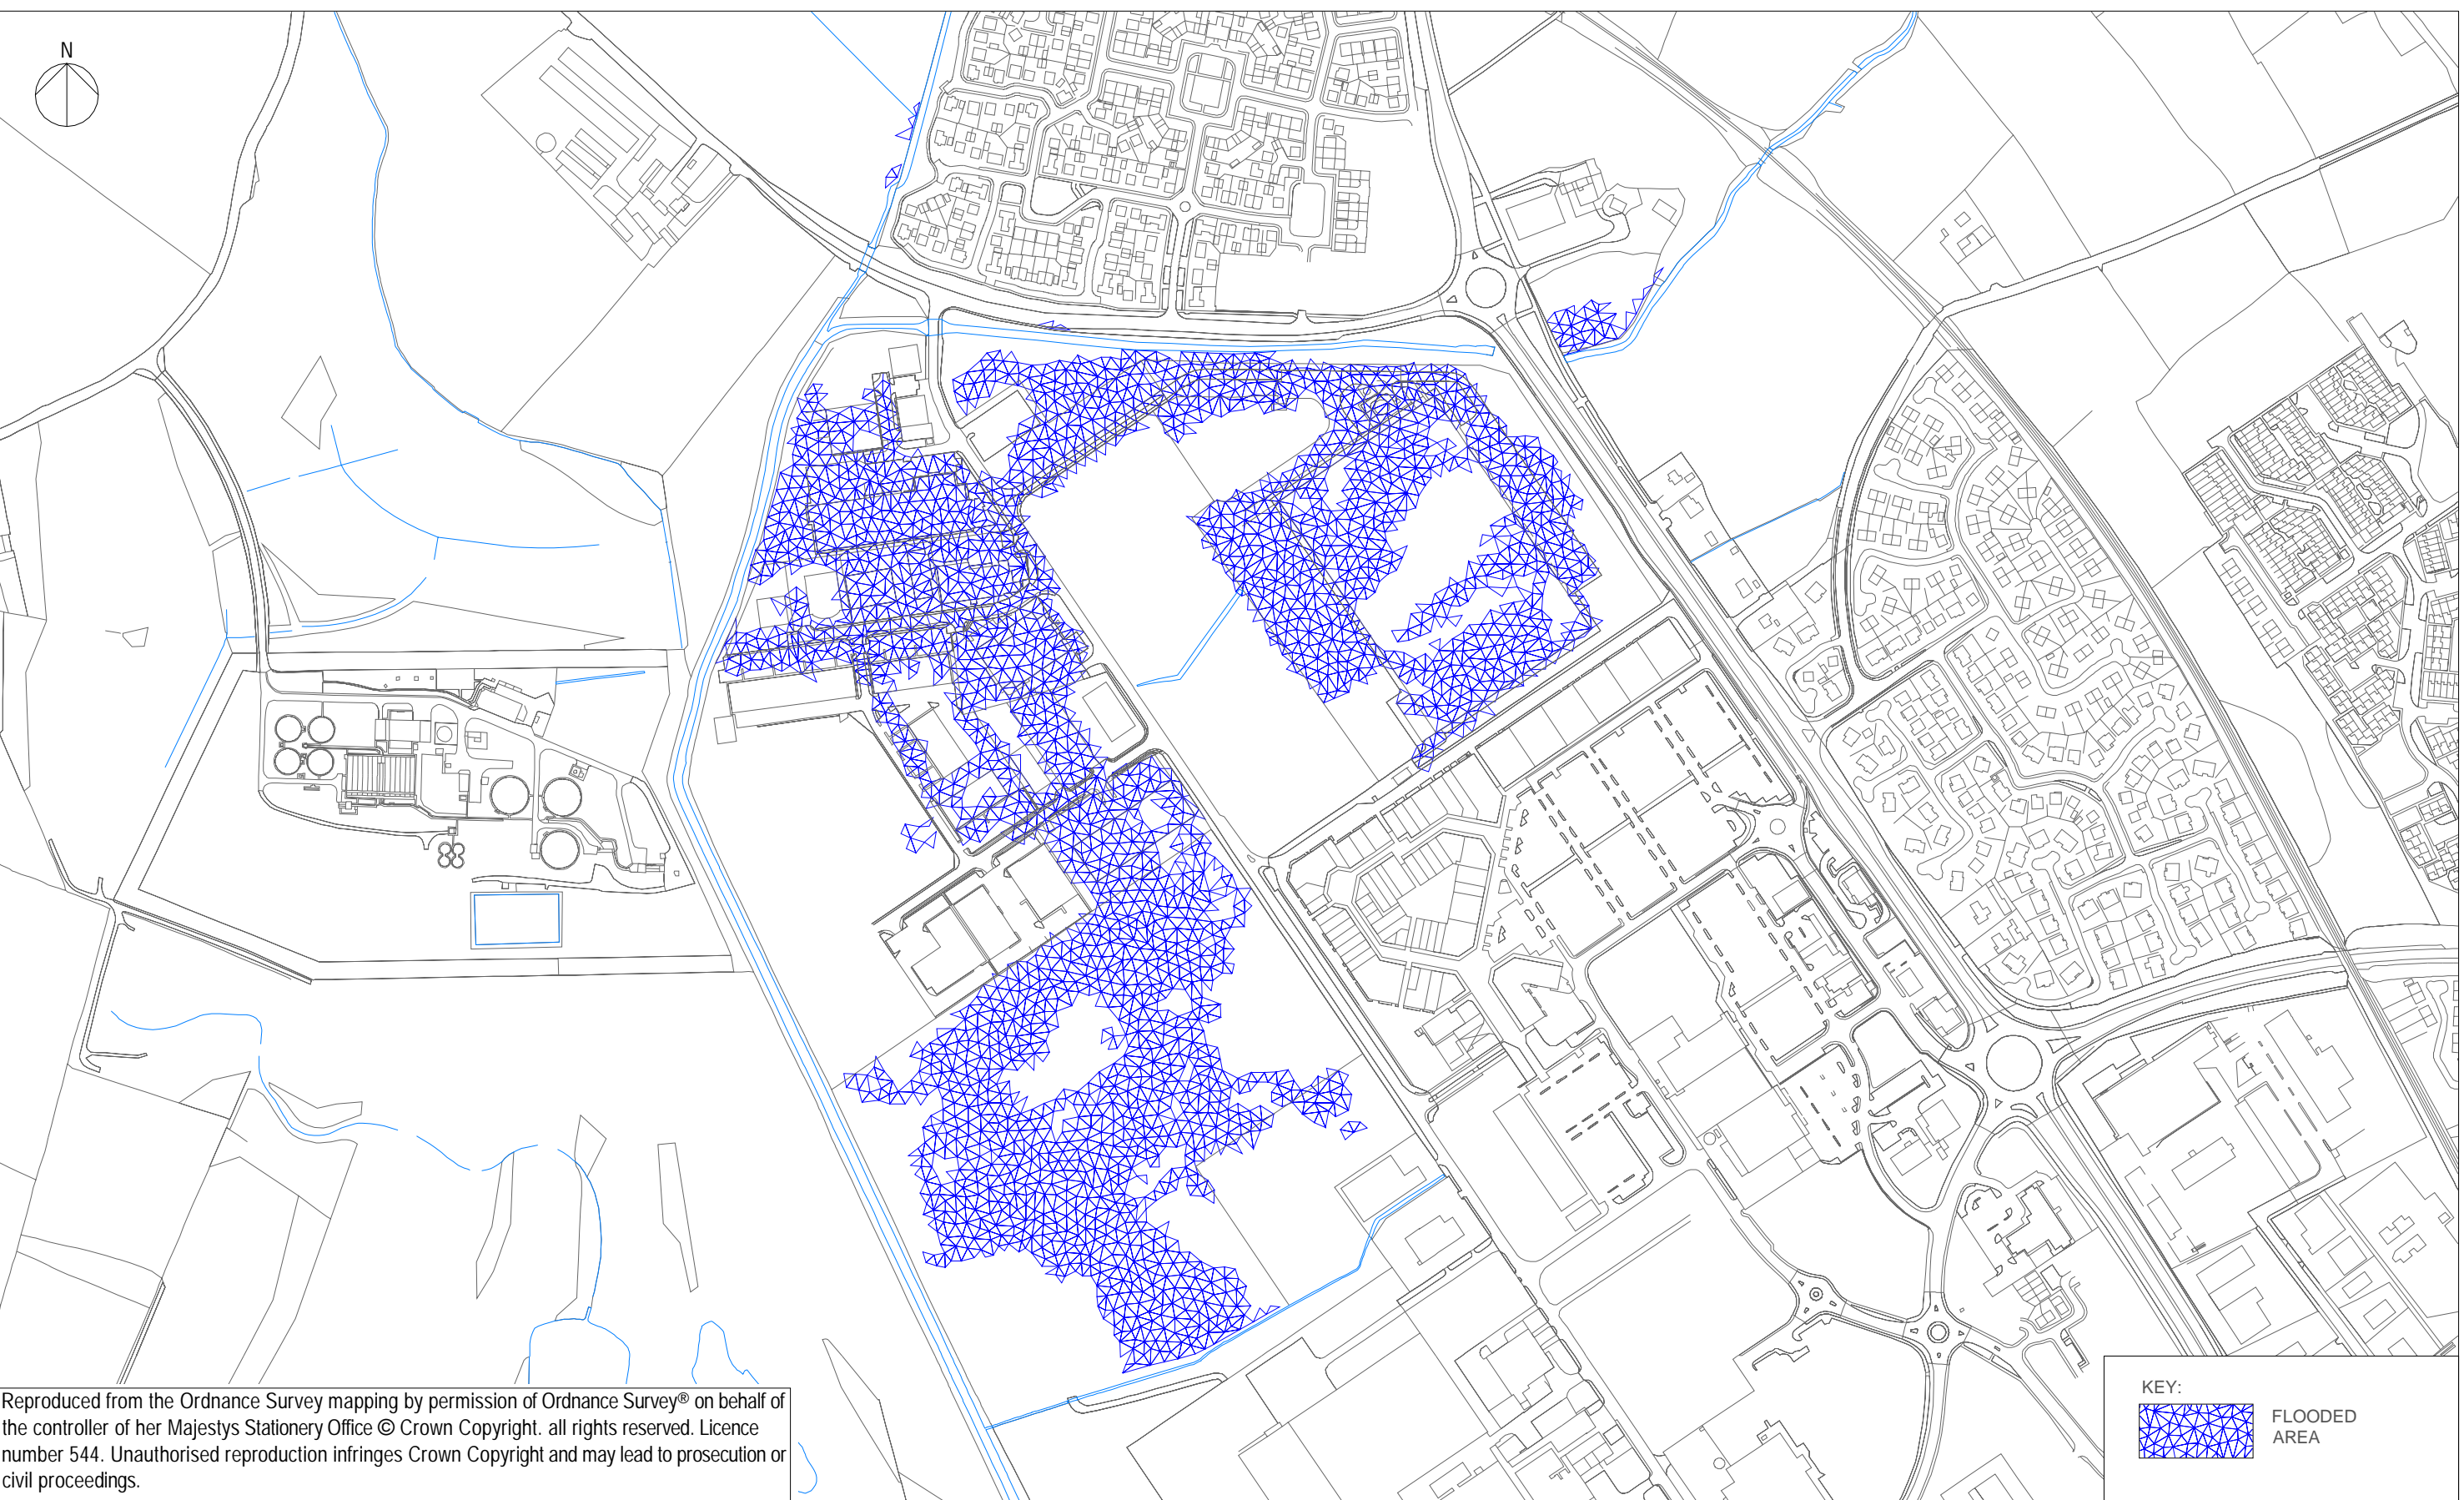 N
Reproduced from the Ordnance Survey mapping by permission of Ordnance Survey® on behalf of
the controller of her Majestys Stationery Office © Crown Copyright. all rights reserved. Licence
number 544. Unauthorised reproduction infringes Crown Copyright and may lead to prosecution or
civil proceedings.
KEY:
FLOODED
AREA